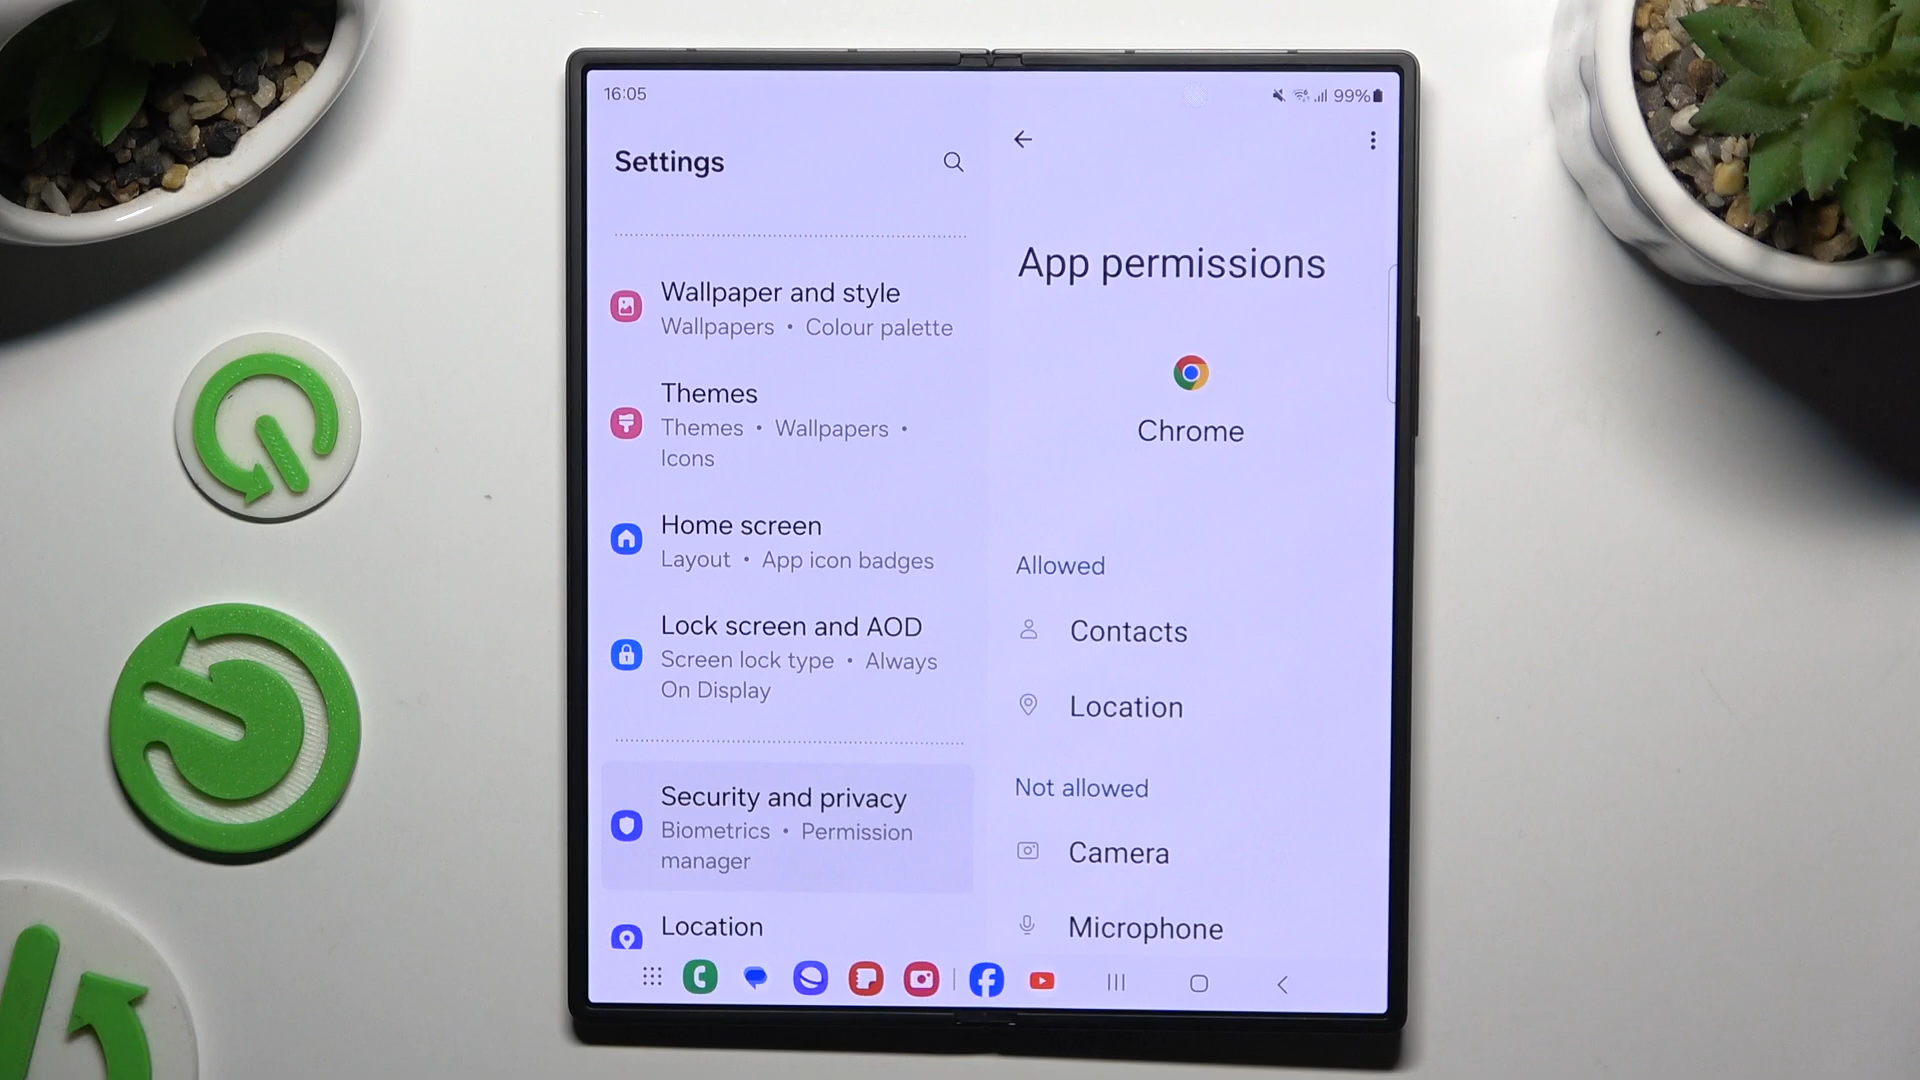 16:05
99%
Settings
Wallpaper and style
Wallpapers • Colour palette
Themes
Themes • Wallpapers •
Icons
Home screen
Layout • App icon badges
Lock screen and AOD
Screen lock type • Always
On Display
Security and privacy
Biometrics • Permission
manager
Location
App permissions
Chrome
Allowed
Contacts
Location
Not allowed
Camera
Microphone